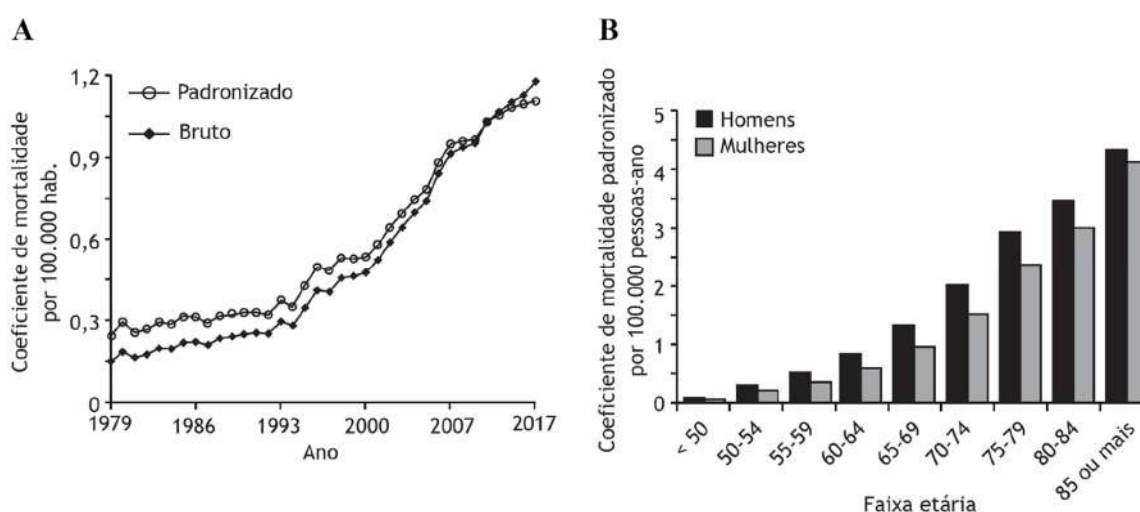 A
Coeficiente de mortalidade
por 100.000 hab.
1,2
0,9
0,6
0,3
0
Padronizado
Bruto
1979
1986
1993
2000
2007
2017
Ano
B
Coeficiente de mortalidade padronizado
por 100.000 pessoas-ano
5
4
3
2
1
0
Homens
Mulheres
< 50
50-54
55-59
60-64
65-69
70-74
75-79
80-84
85 ou mais
Faixa etária